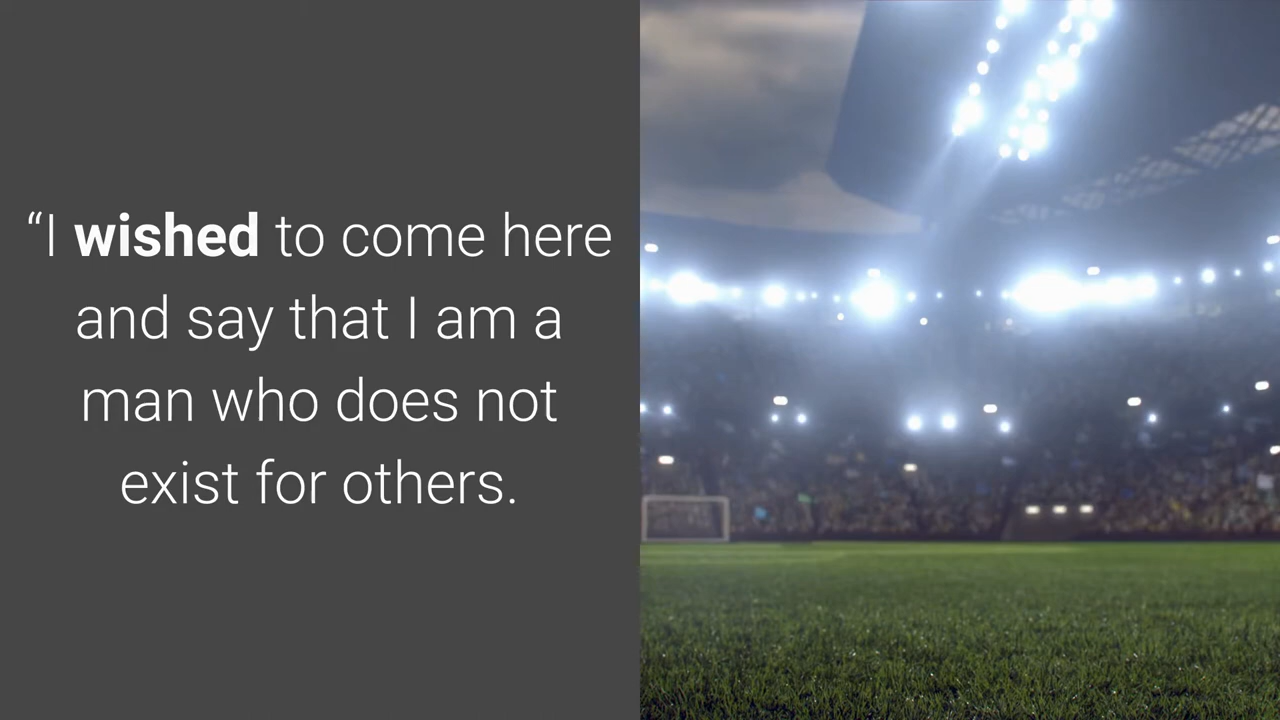 “I wished to come here
and say that I am a
man who does not
exist for others.